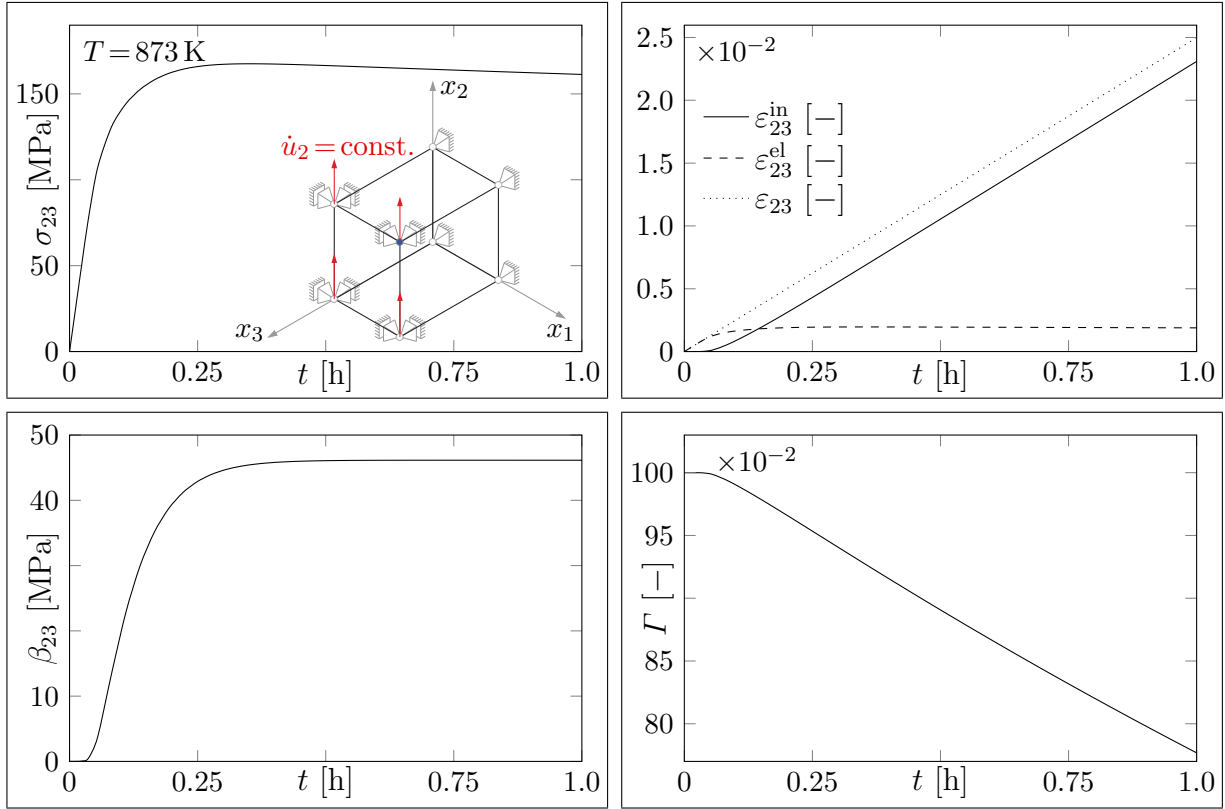 T = 873 K
σ₂₃ [MPa]
150
50
0
0
0.25
t [h]
0.75
1.0
u̇₂ = const.
x₂
x₃
x₁
×10⁻²
2.5
2.0
1.5
1.0
0.5
0
ε₂₃ⁱⁿ [−]
ε₂₃ᵉˡ [−]
ε₂₃ [−]
0
0.25
t [h]
0.75
1.0
β₂₃ [MPa]
50
40
10
0
0
0.25
t [h]
0.75
1.0
×10⁻²
Γ [−]
100
95
85
80
0
0.25
t [h]
0.75
1.0